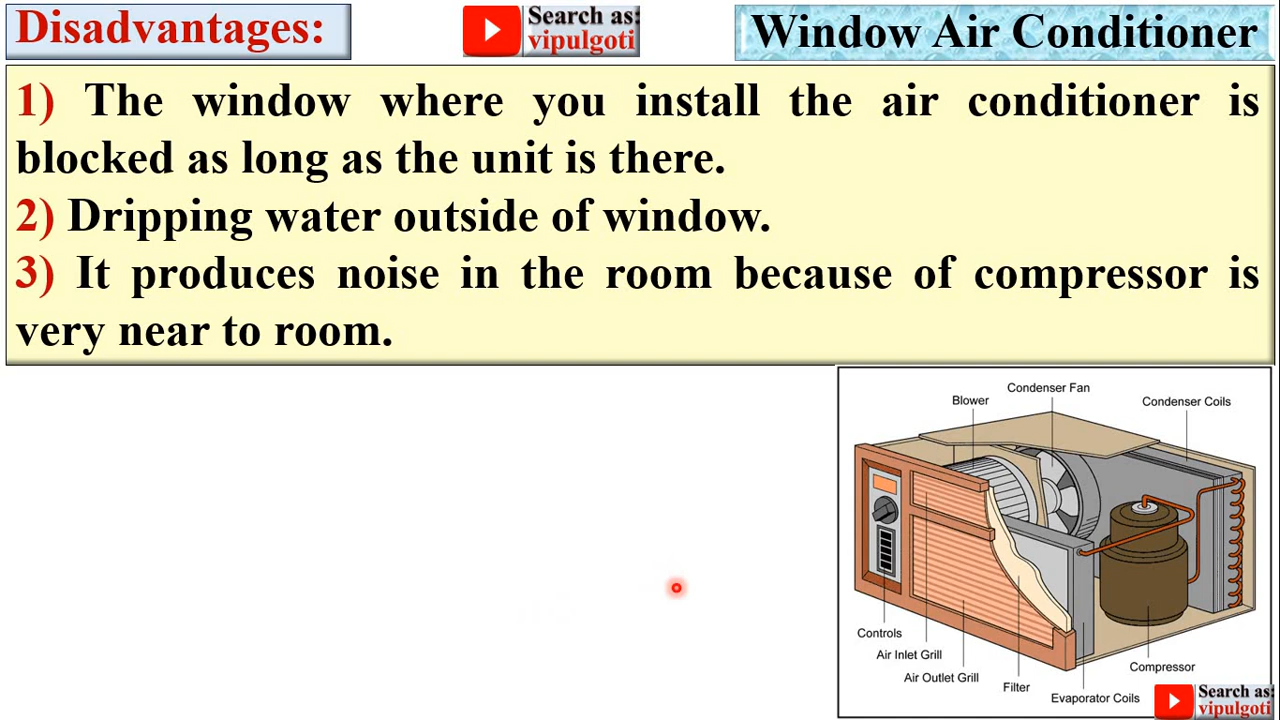 Disadvantages:
Search as:
vipulgoti
Window Air Conditioner
1) The window where you install the air conditioner is
blocked as long as the unit is there.
2) Dripping water outside of window.
3) It produces noise in the room because of compressor is
very near to room.
Condenser Fan
Blower
Condenser Coils
Controls
Air Inlet Grill
Air Outlet Grill
Filter
Evaporator Coils
Compressor
Search as:
vipulgoti